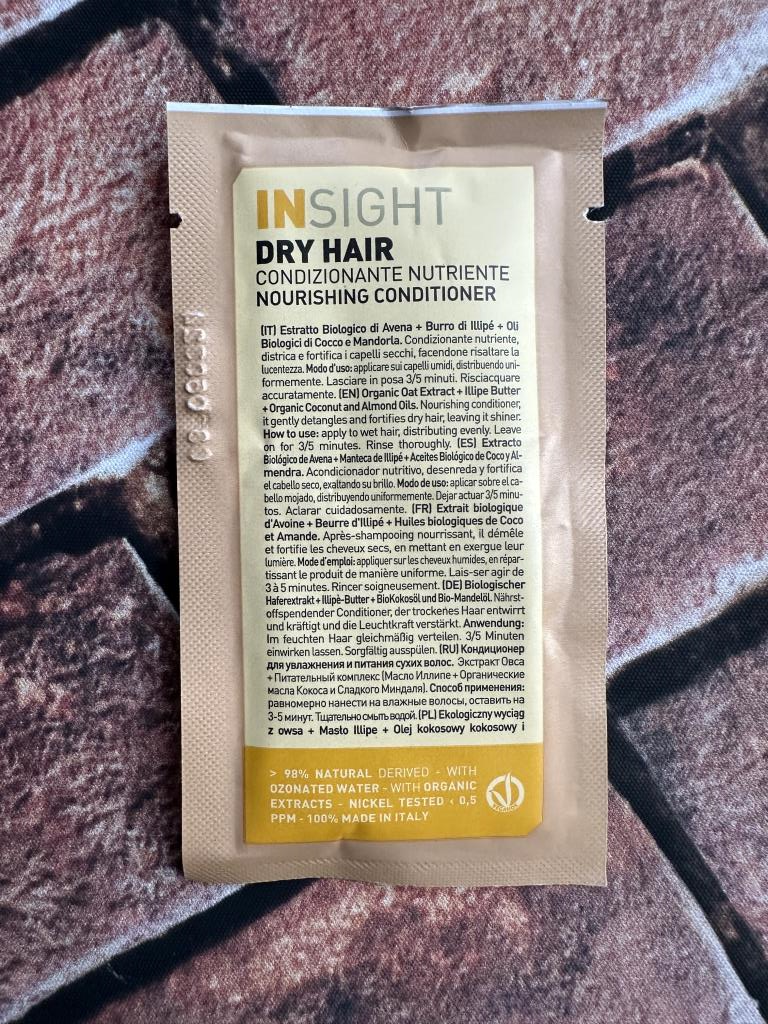 INSIGHT
DRY HAIR
CONDIZIONANTE NUTRIENTE
NOURISHING CONDITIONER
(IT) Estratto Biologico di Avena + Burro di Illipé + Oli
Biologici di Cocco e Mandorla. Condizionante nutriente,
districa e fortifica i capelli secchi, facendone risaltare la
lucentezza. Modo d'uso: applicare sui capelli umidi, distribuendo uni-
formemente. Lasciare in posa 3/5 minuti. Risciacquare
accuratamente. (EN) Organic Oat Extract + Illipe Butter
+ Organic Coconut and Almond Oils. Nourishing conditioner,
it gently detangles and fortifies dry hair, leaving it shiner.
How to use: apply to wet hair, distributing evenly. Leave
on for 3/5 minutes. Rinse thoroughly. (ES) Extracto
Biológico de Avena + Manteca de Illipé + Aceites Biológico de Coco y Al-
mendra. Acondicionador nutritivo, desenreda y fortifica
el cabello seco, exaltando su brillo. Modo de uso: aplicar sobre el ca-
bello mojado, distribuyendo uniformemente. Dejar actuar 3/5 minu-
tos. Aclarar cuidadosamente. (FR) Extrait biologique
d'Avoine + Beurre d'Illipé + Huiles biologiques de Coco
et Amande. Après-shampooing nourrissant, il démêle
et fortifie les cheveux secs, en mettant en exergue leur
lumière. Mode d'emploi: appliquer sur les cheveux humides, en répar-
tissant le produit de manière uniforme. Lais-ser agir de
3 à 5 minutes. Rincer soigneusement. (DE) Biologischer
Haferextrakt + Illipè-Butter + BioKokosöl und Bio-Mandelöl. Nährst-
offspendender Conditioner, der trockenes Haar entwirrt
und kräftigt und die Leuchtkraft verstärkt. Anwendung:
Im feuchten Haar gleichmäßig verteilen. 3/5 Minuten
einwirken lassen. Sorgfältig ausspülen. (RU) Кондиционер
для увлажнения и питания сухих волос. Экстракт Овса
+ Питательный комплекс (Масло Иллипе + Органические
масла Кокоса и Сладкого Миндаля). Способ применения:
равномерно нанести на влажные волосы, оставить на
3-5 минут. Тщательно смыть водой. (PL) Ekologiczny wyciąg
z owsa + Masło Illipe + Olej kokosowy kokosowy i
> 98% NATURAL DERIVED - WITH
OZONATED WATER - WITH ORGANIC
EXTRACTS - NICKEL TESTED < 0,5
PPM - 100% MADE IN ITALY
VEGANOK